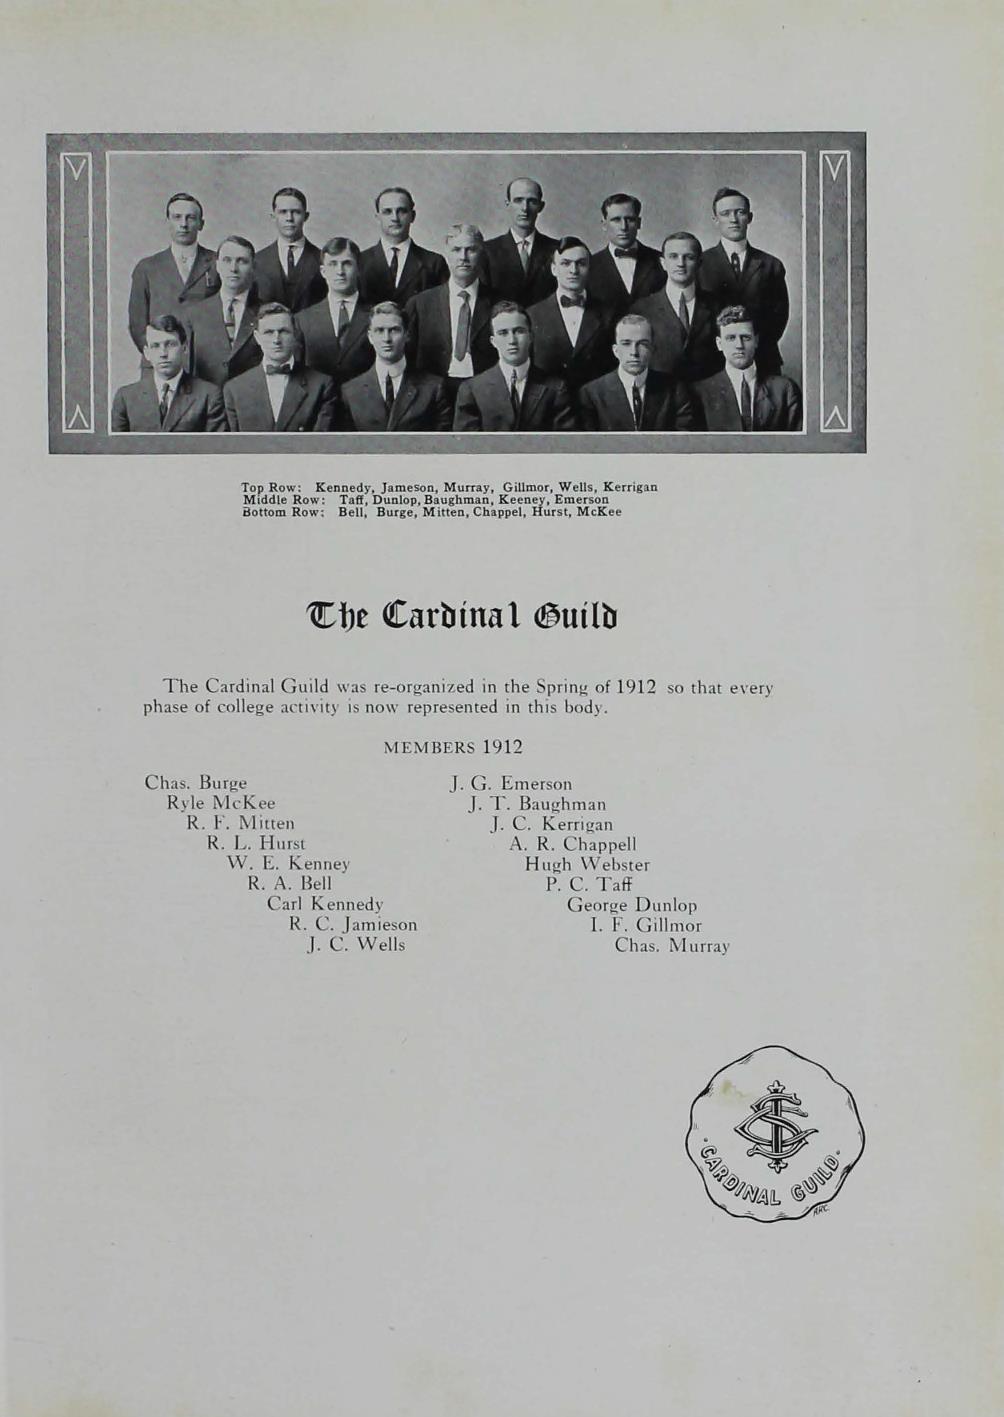 Top Row: Kennedy, Jameson, Murray, Gillmor, Wells, Kerrigan
Middle Row: Taff, Dunlop, Baughman, Keeney, Emerson
Bottom Row: Bell, Burge, Mitten, Chappel, Hurst, McKee
The Cardinal Guild
The Cardinal Guild was re-organized in the Spring of 1912 so that every
phase of college activity is now represented in this body.
MEMBERS 1912
Chas. Burge
Ryle McKee
R. F. Mitten
R. L. Hurst
W. E. Kenney
R. A. Bell
Carl Kennedy
R. C. Jamieson
J. C. Wells
J. G. Emerson
J. T. Baughman
J. C. Kerrigan
A. R. Chappell
Hugh Webster
P. C. Taff
George Dunlop
I. F. Gillmor
Chas. Murray
ISC
·CARDINAL GUILD·